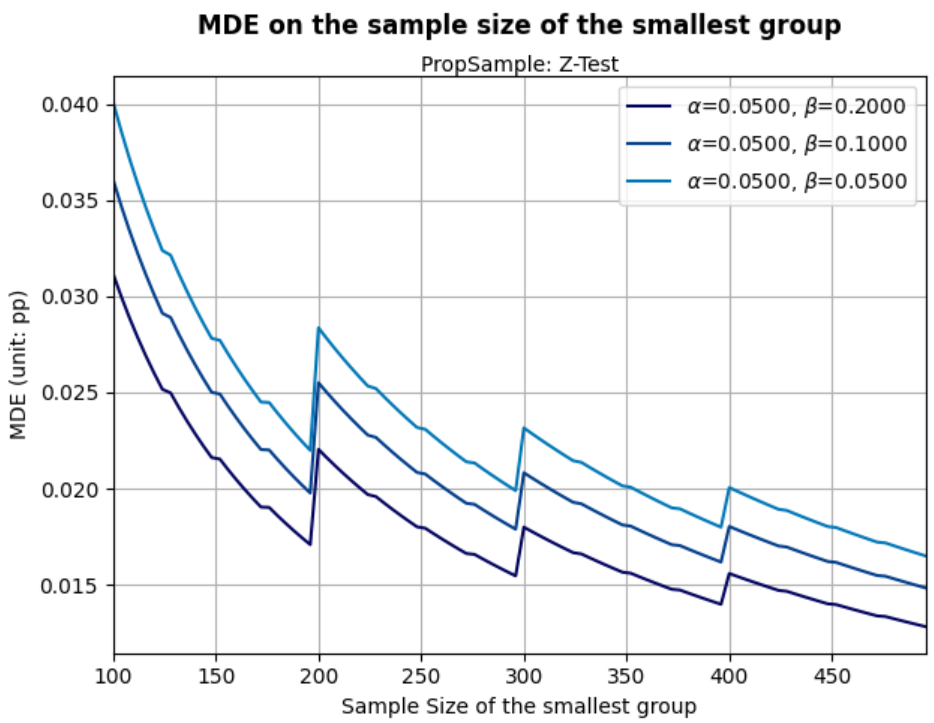 MDE on the sample size of the smallest group
PropSample: Z-Test
α=0.0500, β=0.2000
α=0.0500, β=0.1000
α=0.0500, β=0.0500
MDE (unit: pp)
0.040
0.035
0.030
0.025
0.020
0.015
100 150 200 250 300 350 400 450
Sample Size of the smallest group